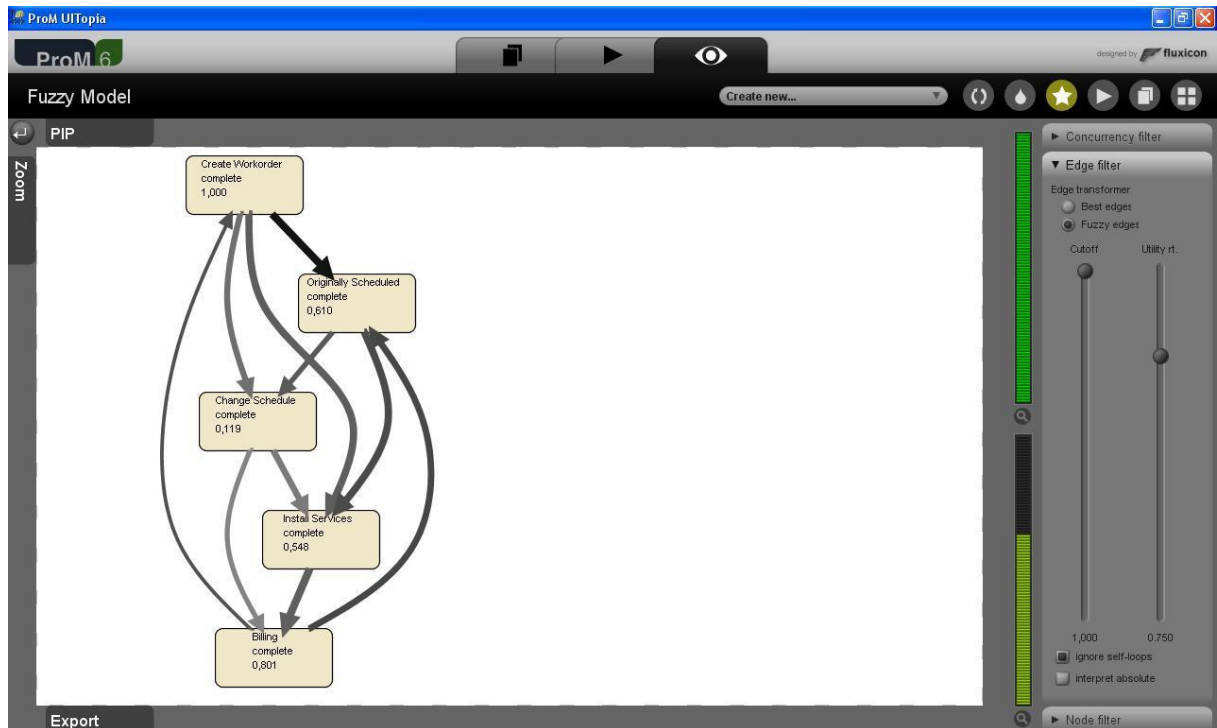 ProM UITopia
ProM 6
designed by fluxicon
Fuzzy Model
Create new...
PIP
Zoom
Create Workorder
complete
1,000
Originally Scheduled
complete
0,610
Change Schedule
complete
0,119
Install Services
complete
0,548
Billing
complete
0,801
Export
Concurrency filter
Edge filter
Edge transformer
Best edges
Fuzzy edges
Cutoff Utility rt.
1,000 0.750
ignore self-loops
interpret absolute
Node filter